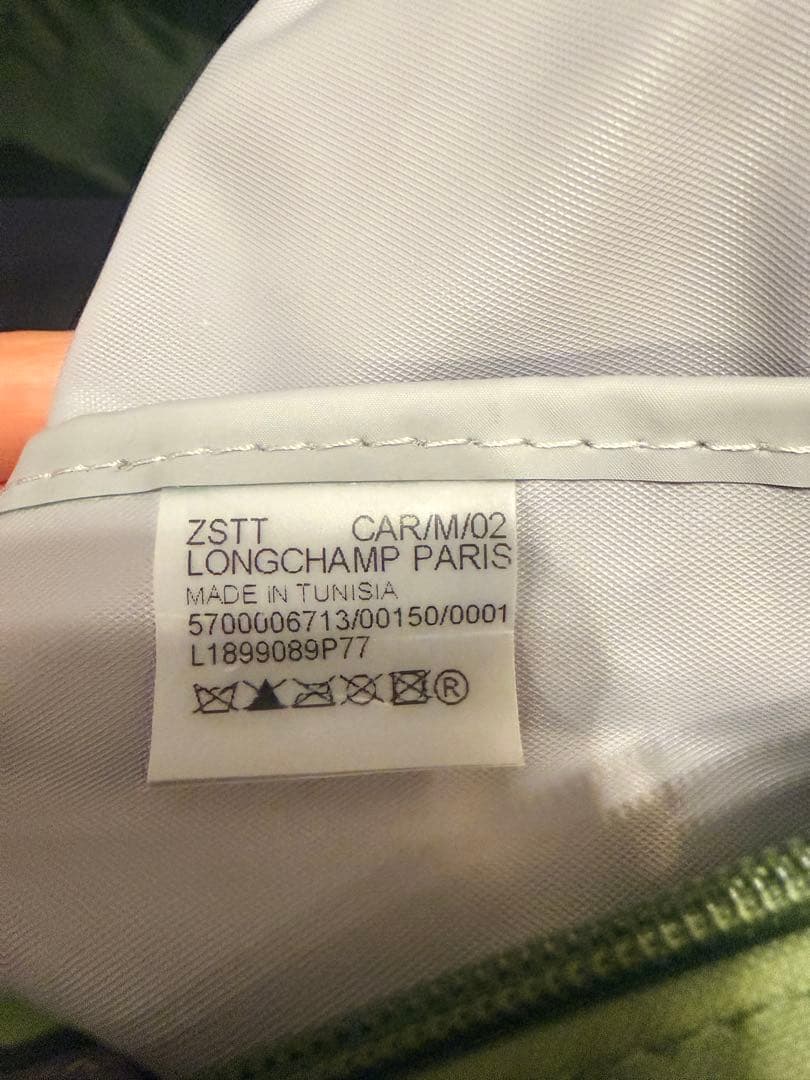 ZSTT CAR/M/02
LONGCHAMP PARIS
MADE IN TUNISIA
5700006713/00150/0001
L1899089P77
®